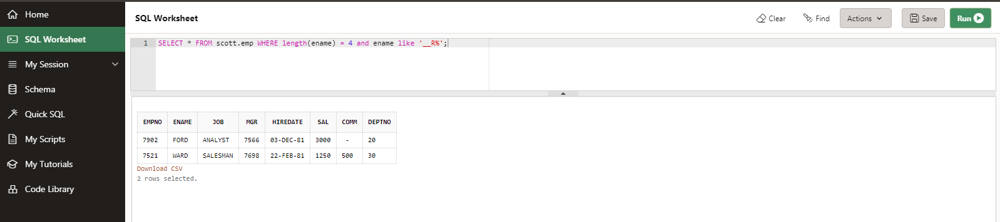 Home
SQL Worksheet
My Session
Schema
Quick SQL
My Scripts
My Tutorials
Code Library
SQL Worksheet
Clear Find Actions Save Run
1 SELECT * FROM scott.emp WHERE length(ename) = 4 and ename like '__R%';
EMPNO ENAME JOB MGR HIREDATE SAL COMM DEPTNO
7902 FORD ANALYST 7566 03-DEC-81 3000 - 20
7521 WARD SALESMAN 7698 22-FEB-81 1250 500 30
Download CSV
2 rows selected.